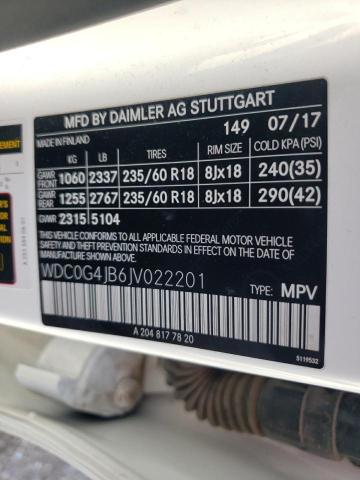 MFD BY DAIMLER AG STUTTGART
MADE IN FINLAND 149 07/17
KG LB TIRES RIM SIZE COLD KPA (PSI)
GAWR FRONT 1060 2337 235/60 R18 8Jx18 240(35)
GAWR REAR 1255 2767 235/60 R18 8Jx18 290(42)
GVWR 2315 5104
THIS VEHICLE CONFORMS TO ALL APPLICABLE FEDERAL MOTOR VEHICLE
SAFETY, BUMPER, AND THEFT PREVENTION STANDARDS IN EFFECT ON THE
DATE OF MANUFACTURE SHOWN ABOVE.
WDC0G4JB6JV022201
TYPE: MPV
A 204 817 78 20
5119532